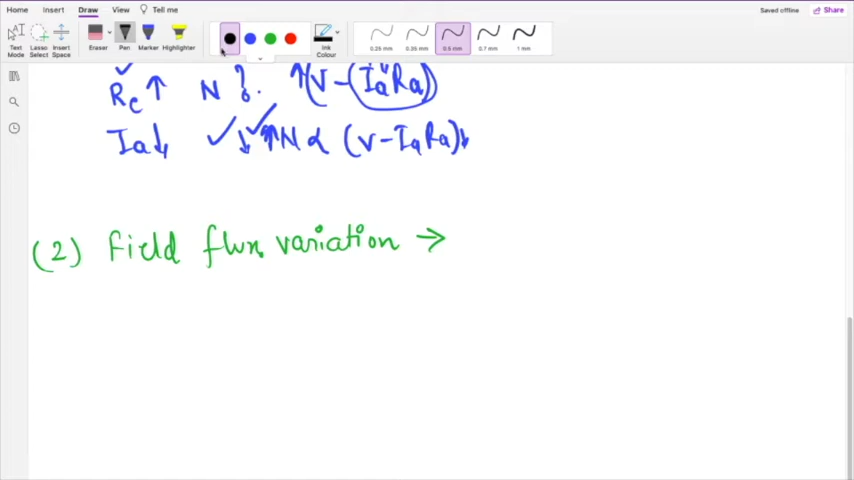 Home Insert Draw View Tell me Saved offline Share
Text Mode Lasso Select Insert Space Eraser Pen Marker Highlighter Ink Colour 0.25 mm 0.35 mm 0.5 mm 0.7 mm 1 mm
Rc ↑ N ?. ↑(V - (IaRa)
Ia↓ ✓ ↓ ↑N ∝ (V-IaRa)↓
(2) Field flux variation →